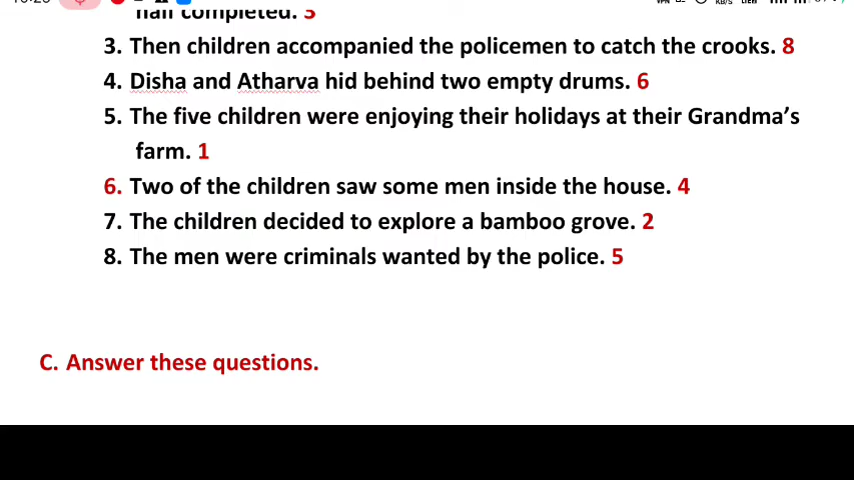 half completed. 3
3. Then children accompanied the policemen to catch the crooks. 8
4. Disha and Atharva hid behind two empty drums. 6
5. The five children were enjoying their holidays at their Grandma's
farm. 1
6. Two of the children saw some men inside the house. 4
7. The children decided to explore a bamboo grove. 2
8. The men were criminals wanted by the police. 5
C. Answer these questions.